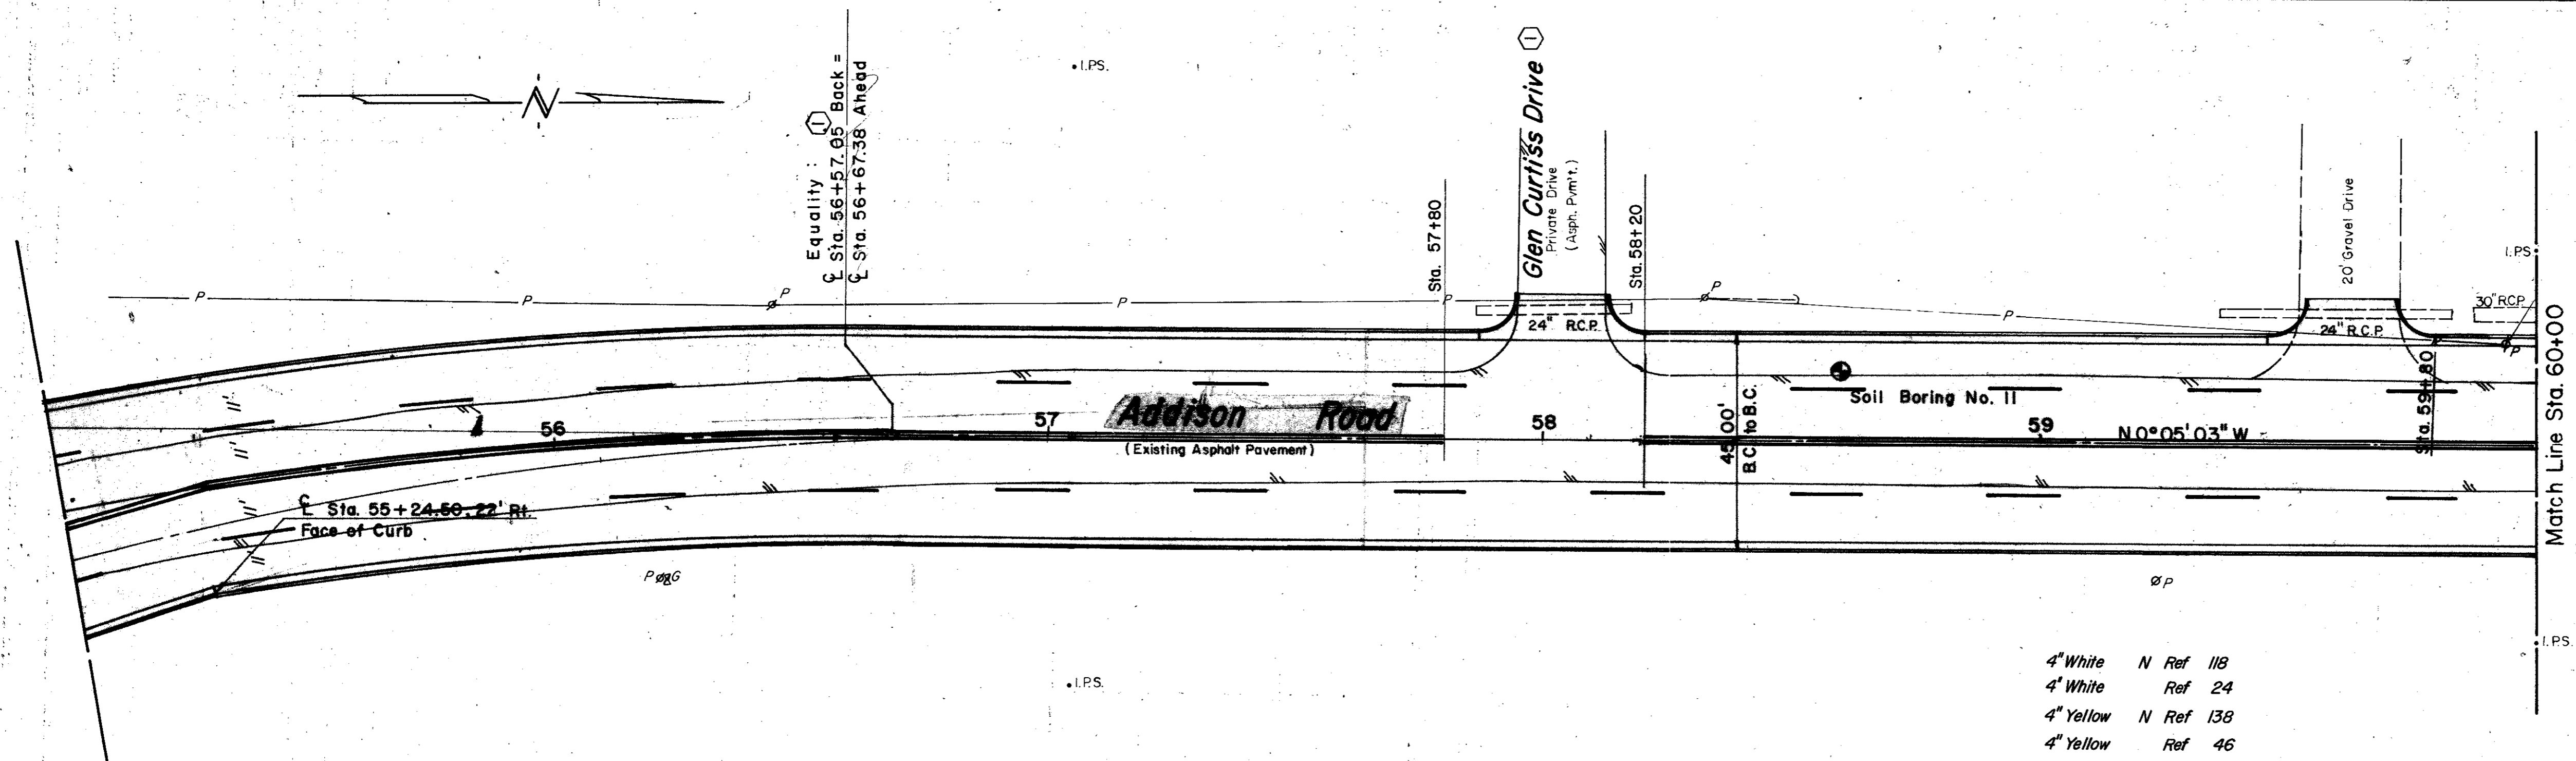 N
Equality : 1
℄ Sta. 56+57.05 Back =
℄ Sta. 56+67.38 Ahead
I.P.S.
Glen Curtiss Drive 1
Private Drive
(Asph. Pvm't.)
Sta. 57+80
Sta. 58+20
20' Gravel Drive
I.P.S.
P
P
P
P
P
P
P
P
30" R.C.P.
24" R.C.P.
24" R.C.P.
P
Match Line Sta. 60+00
Sta. 59+80
Addison Road
(Existing Asphalt Pavement)
56
57
58
59
45.00'
B.C. to B.C.
Soil Boring No. 11
N 0°05'03" W
℄ Sta. 55+24.50, 22' Rt.
Face of Curb
P
G
P
I.P.S.
I.P.S.
4" White N Ref 118
4" White Ref 24
4" Yellow N Ref 138
4" Yellow Ref 46